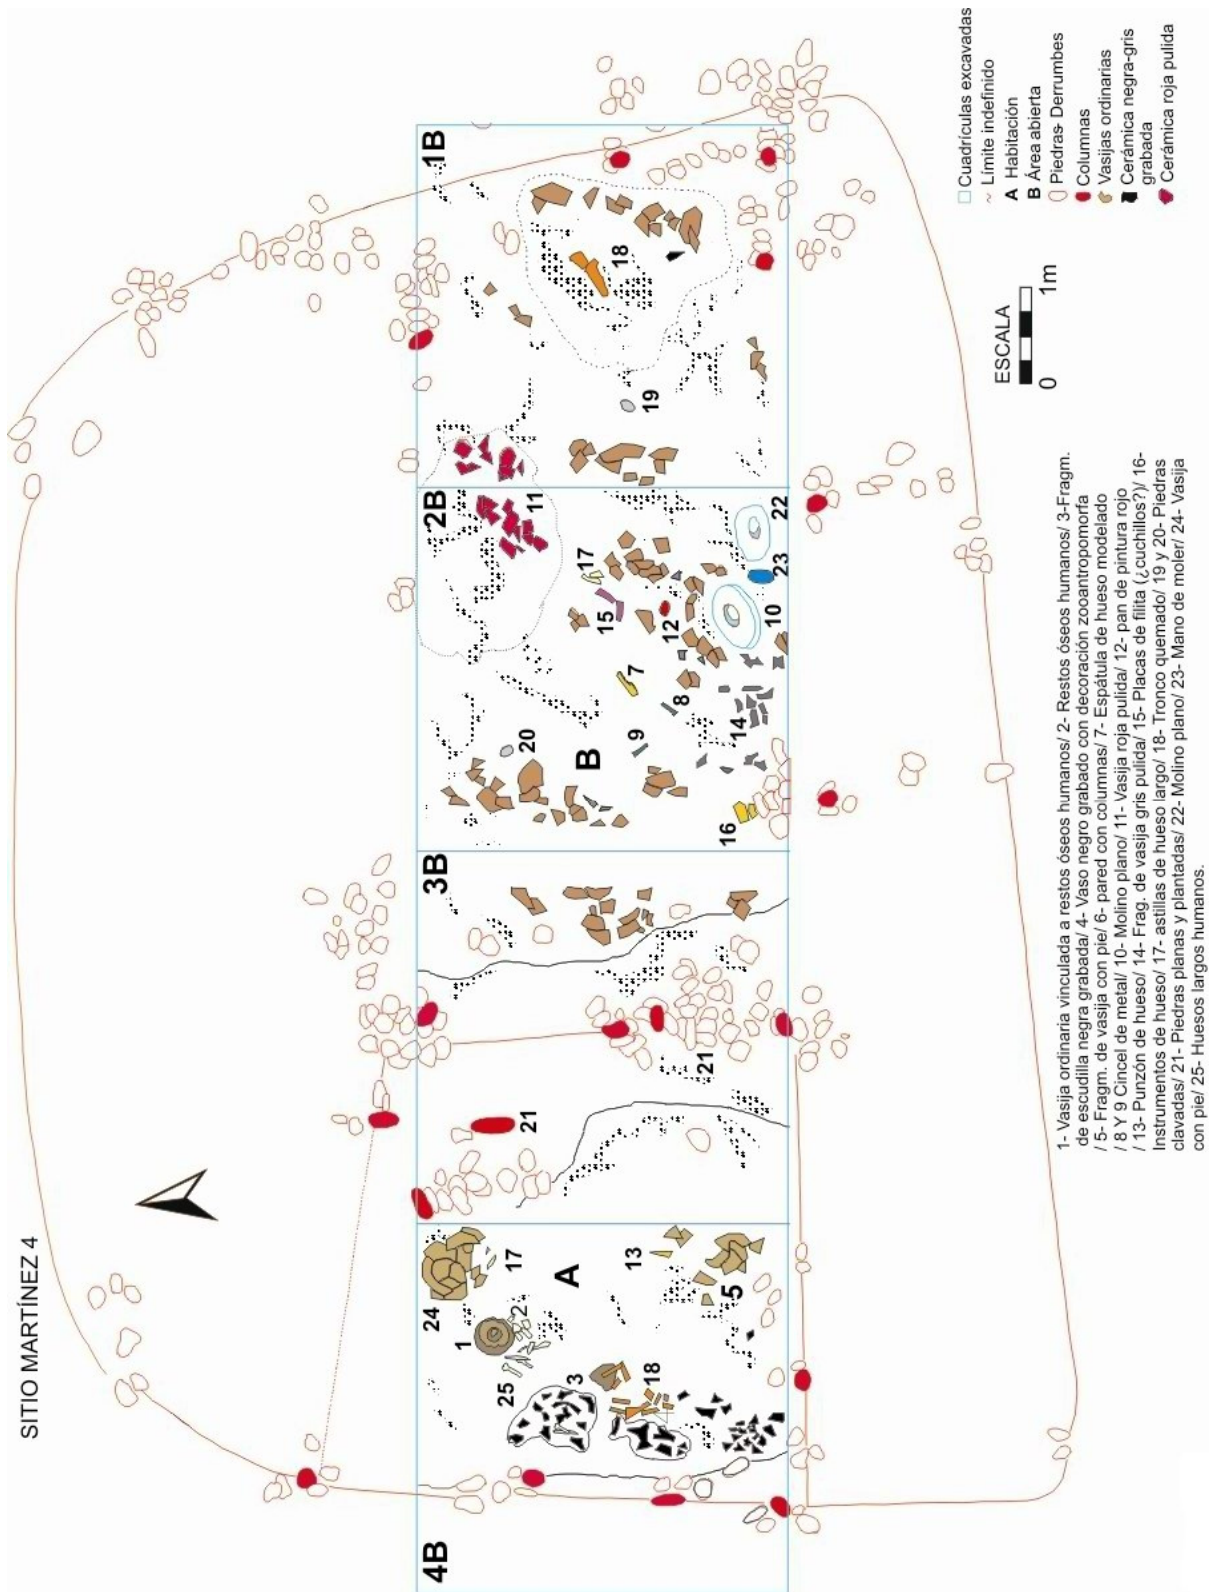 SITIO MARTÍNEZ 4
1B
2B
3B
4B
A
B
18
19
11
22
23
10
17
15
12
7
8
14
9
20
16
21
21
17
24
13
5
1
2
25
3
18
ESCALA
0
1m
Cuadrículas excavadas
Límite indefinido
A Habitación
B Área abierta
Piedras- Derrumbes
Columnas
Vasijas ordinarias
Cerámica negra-gris
grabada
Cerámica roja pulida
1- Vasija ordinaria vinculada a restos óseos humanos/ 2- Restos óseos humanos/ 3-Fragm.
de escudilla negra grabada/ 4- Vaso negro grabado con decoración zooantropomorfa
/ 5- Fragm. de vasija con pie/ 6- pared con columnas/ 7- Espátula de hueso modelado
/ 8 Y 9 Cincel de metal/ 10- Molino plano/ 11- Vasija roja pulida/ 12- pan de pintura rojo
/ 13- Punzón de hueso/ 14- Frag. de vasija gris pulida/ 15- Placas de filita (¿cuchillos?)/ 16-
Instrumentos de hueso/ 17- astillas de hueso largo/ 18- Tronco quemado/ 19 y 20- Piedras
clavadas/ 21- Piedras planas y plantadas/ 22- Molino plano/ 23- Mano de moler/ 24- Vasija
con pie/ 25- Huesos largos humanos.